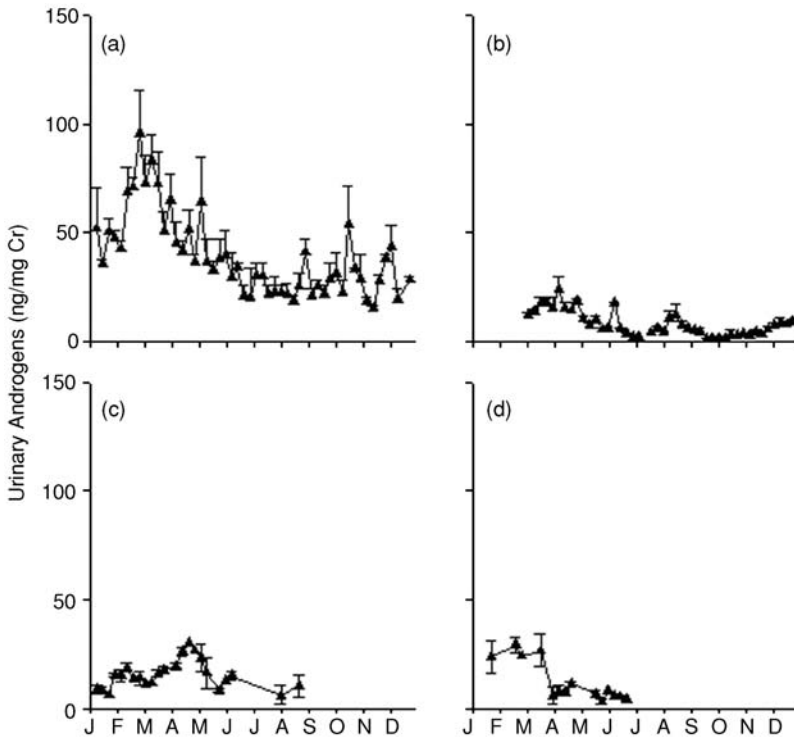 150
(a)
(b)
100
50
0
J F M A M J J A S O N D
J F M A M J J A S O N D
150
(c)
(d)
100
50
0
J F M A M J J A S O N D
J F M A M J J A S O N D
Urinary Androgens (ng/mg Cr)